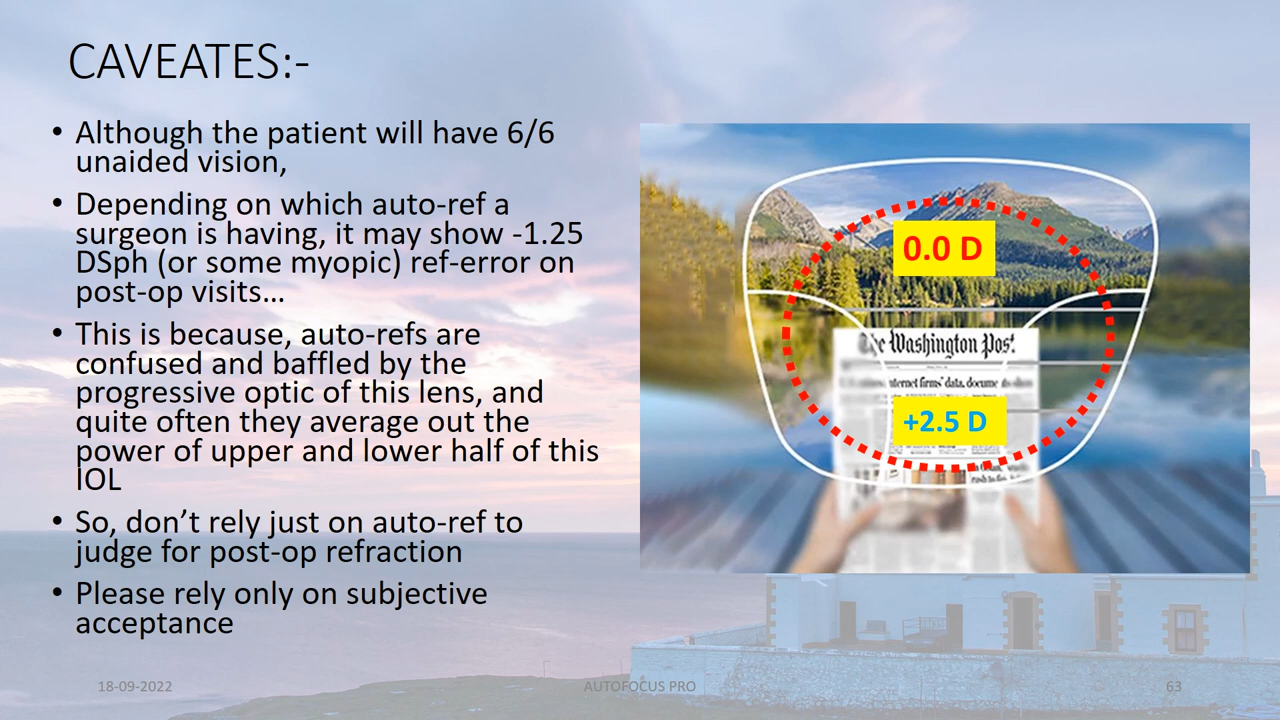 CAVEATES:-
• Although the patient will have 6/6
unaided vision,
• Depending on which auto-ref a
surgeon is having, it may show -1.25
DSph (or some myopic) ref-error on
post-op visits…
• This is because, auto-refs are
confused and baffled by the
progressive optic of this lens, and
quite often they average out the
power of upper and lower half of this
IOL
• So, don’t rely just on auto-ref to
judge for post-op refraction
• Please rely only on subjective
acceptance
0.0 D
The Washington Post
nternet firms' data, docume
+2.5 D
18-09-2022
AUTOFOCUS PRO
63